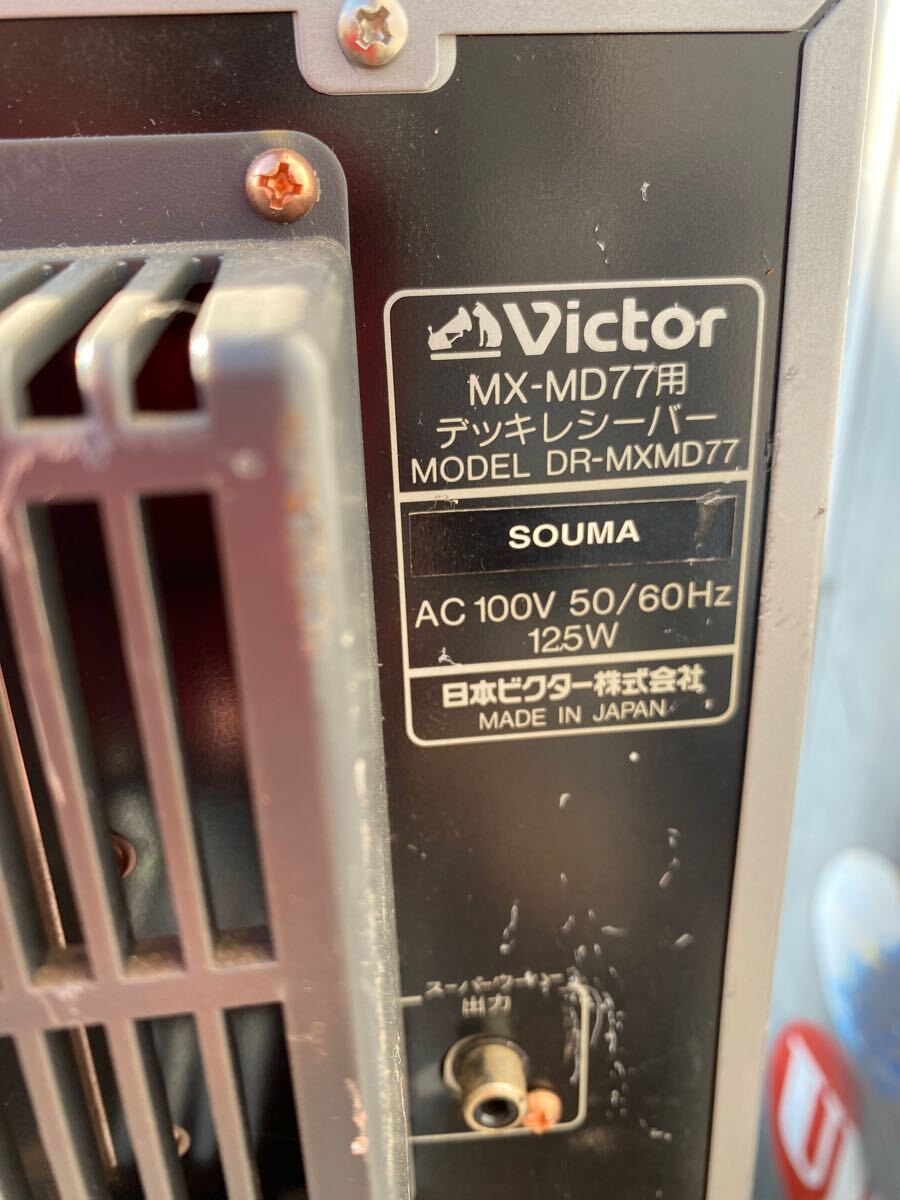 Victor
MX-MD77用
デッキレシーバー
MODEL DR-MXMD77
SOUMA
AC 100V 50/60Hz
125W
日本ビクター株式会社
MADE IN JAPAN
スーパーウーハー
出力
U